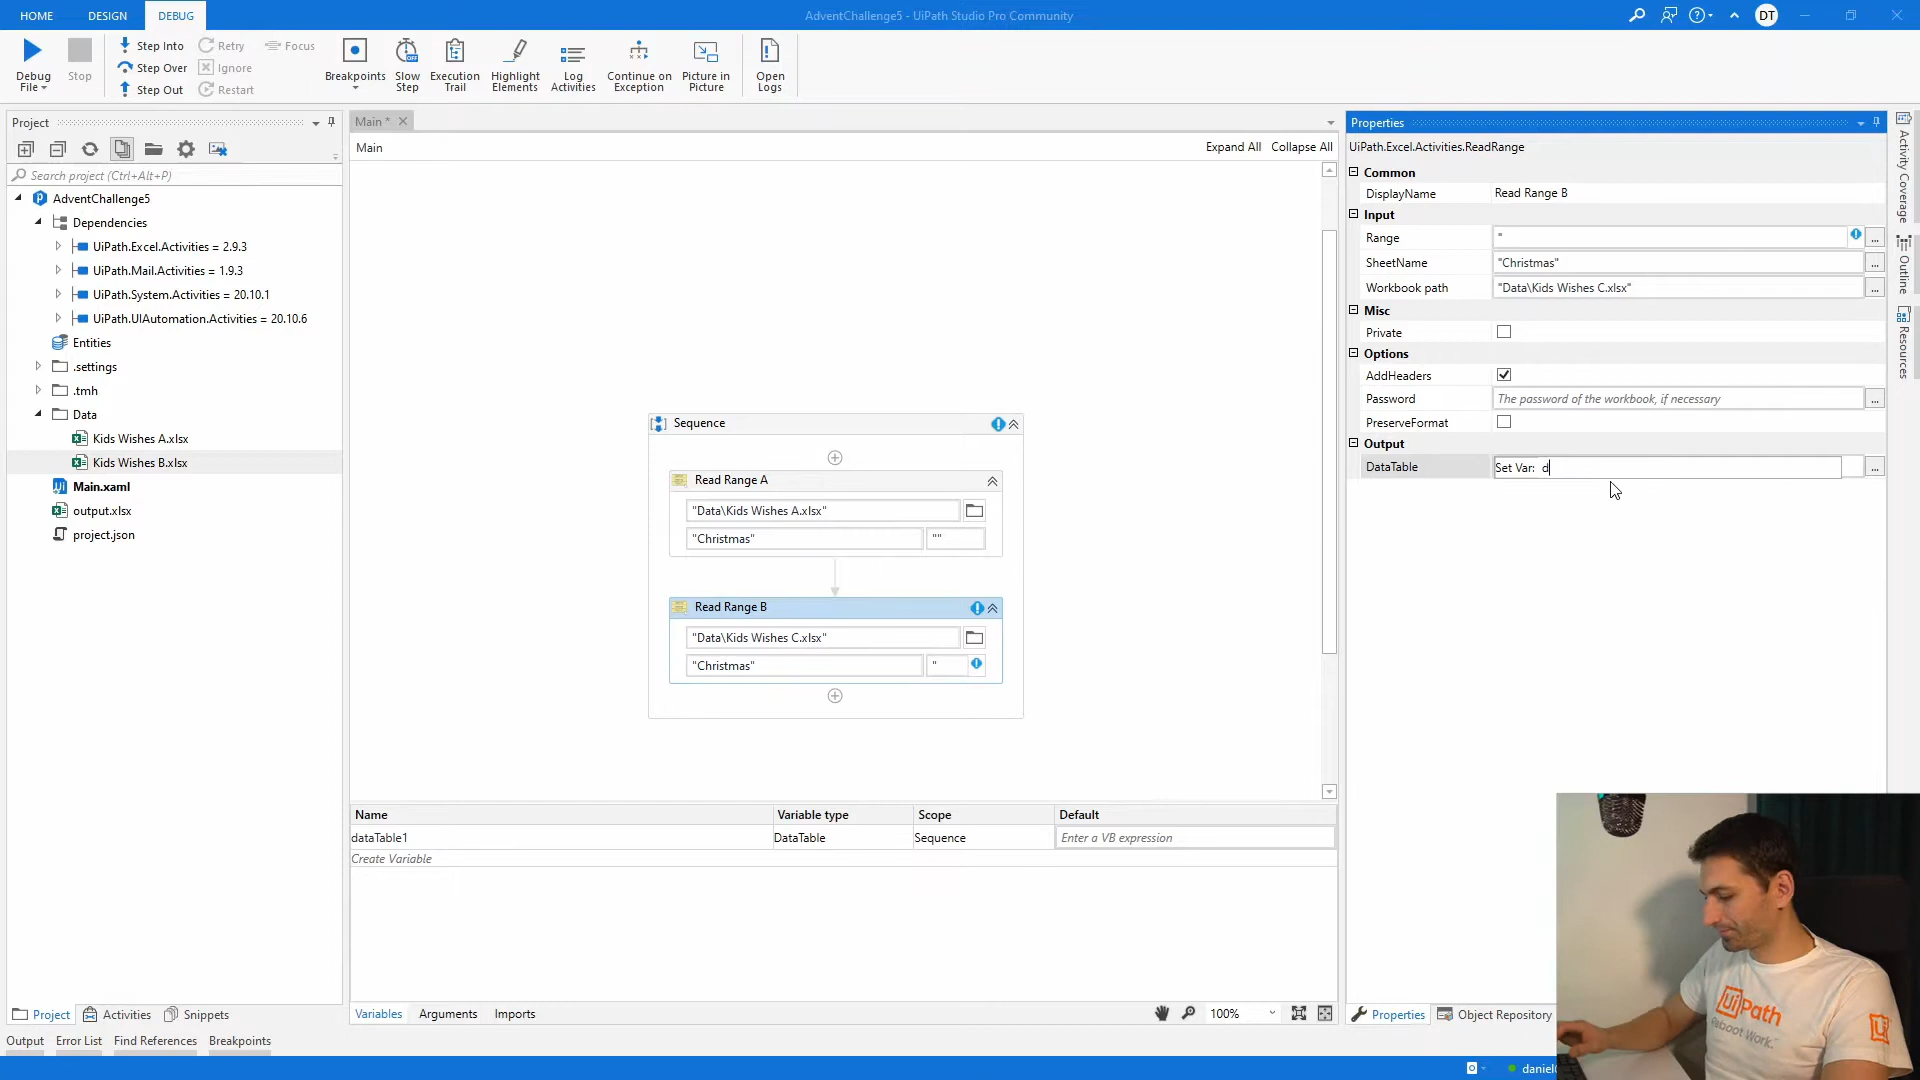 HOME DESIGN DEBUG AdventChallenge5 - UiPath Studio Pro Community DT
Debug File
Stop
Step Into
Step Over
Step Out
Retry
Ignore
Restart
Focus
Breakpoints
Slow Step
Execution Trail
Highlight Elements
Log Activities
Continue on Exception
Picture in Picture
Open Logs
Project
Search project (Ctrl+Alt+P)
AdventChallenge5
Dependencies
UiPath.Excel.Activities = 2.9.3
UiPath.Mail.Activities = 1.9.3
UiPath.System.Activities = 20.10.1
UiPath.UIAutomation.Activities = 20.10.6
Entities
.settings
.tmh
Data
Kids Wishes A.xlsx
Kids Wishes B.xlsx
Main.xaml
output.xlsx
project.json
Project Activities Snippets
Main *
Main Expand All Collapse All
Sequence
Read Range A
"Data\Kids Wishes A.xlsx"
"Christmas" ""
Read Range B
"Data\Kids Wishes C.xlsx"
"Christmas" "
Name Variable type Scope Default
dataTable1 DataTable Sequence Enter a VB expression
Create Variable
Variables Arguments Imports 100%
Properties
UiPath.Excel.Activities.ReadRange
Common
DisplayName Read Range B
Input
Range "
SheetName "Christmas"
Workbook path "Data\Kids Wishes C.xlsx"
Misc
Private
Options
AddHeaders
Password The password of the workbook, if necessary
PreserveFormat
Output
DataTable Set Var: d
Properties Object Repository
Activity Coverage
Outline
Resources
Output Error List Find References Breakpoints
Ui Path
Reboot Work.